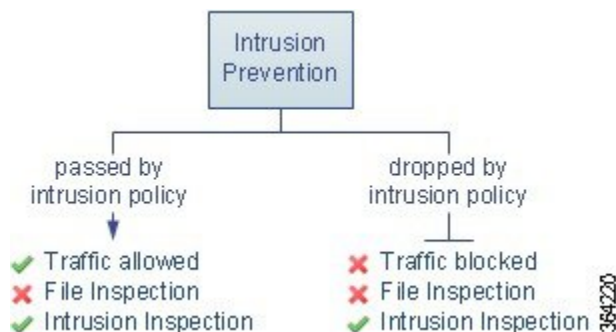 Intrusion
Prevention
passed by
intrusion policy
dropped by
intrusion policy
Traffic allowed
File Inspection
Intrusion Inspection
Traffic blocked
File Inspection
Intrusion Inspection